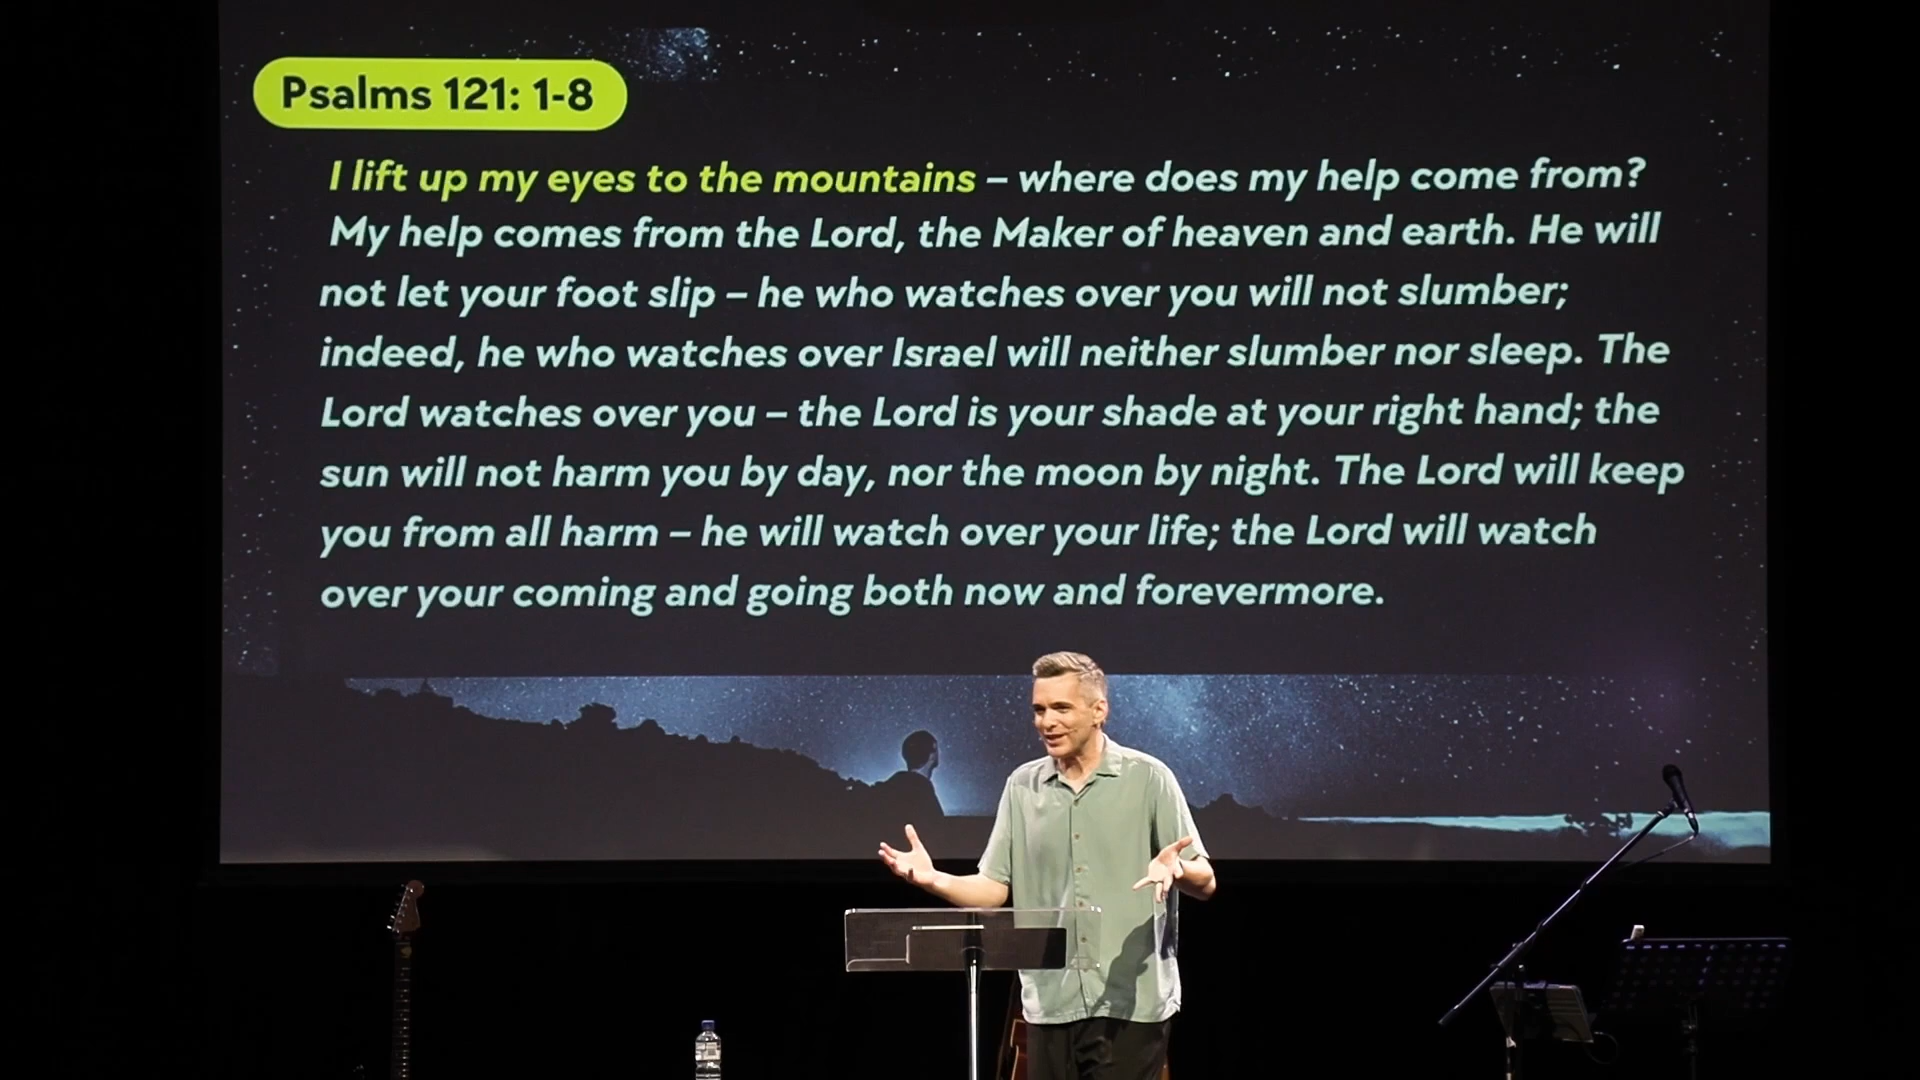 Psalms 121: 1-8
I lift up my eyes to the mountains – where does my help come from?
My help comes from the Lord, the Maker of heaven and earth. He will
not let your foot slip – he who watches over you will not slumber;
indeed, he who watches over Israel will neither slumber nor sleep. The
Lord watches over you – the Lord is your shade at your right hand; the
sun will not harm you by day, nor the moon by night. The Lord will keep
you from all harm – he will watch over your life; the Lord will watch
over your coming and going both now and forevermore.